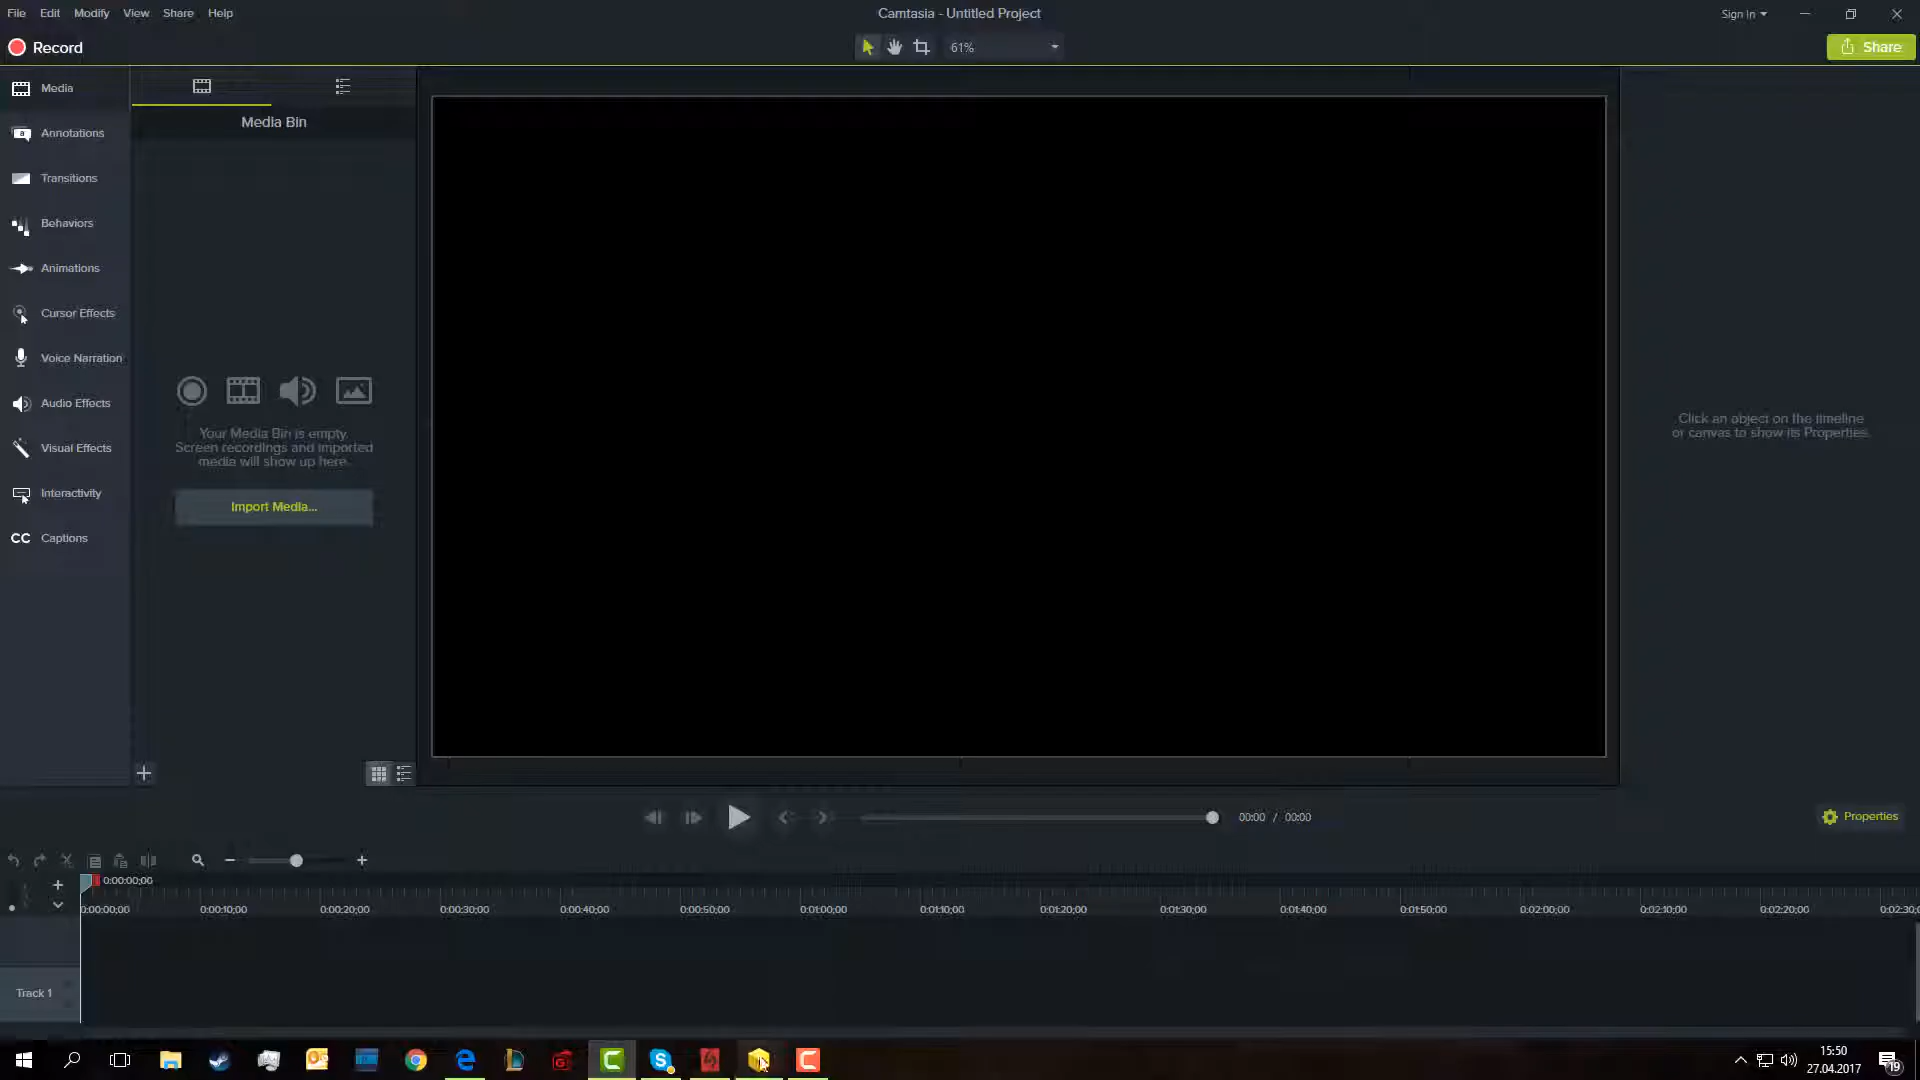 File Edit Modify View Share Help
Camtasia - Untitled Project
Sign In
Record
61%
Share
Media
Annotations
Transitions
Behaviors
Animations
Cursor Effects
Voice Narration
Audio Effects
Visual Effects
Interactivity
CC Captions
Media Bin
Your Media Bin is empty.
Screen recordings and imported
media will show up here.
Import Media...
Click an object on the timeline
or canvas to show its Properties.
00:00 / 00:00
Properties
0:00:00;00
0:00:00;00 0:00:10;00 0:00:20;00 0:00:30;00 0:00:40;00 0:00:50;00 0:01:00;00 0:01:10;00 0:01:20;00 0:01:30;00 0:01:40;00 0:01:50;00 0:02:00;00 0:02:10;00 0:02:20;00 0:02:30;0
Track 1
15:50
27.04.2017
19